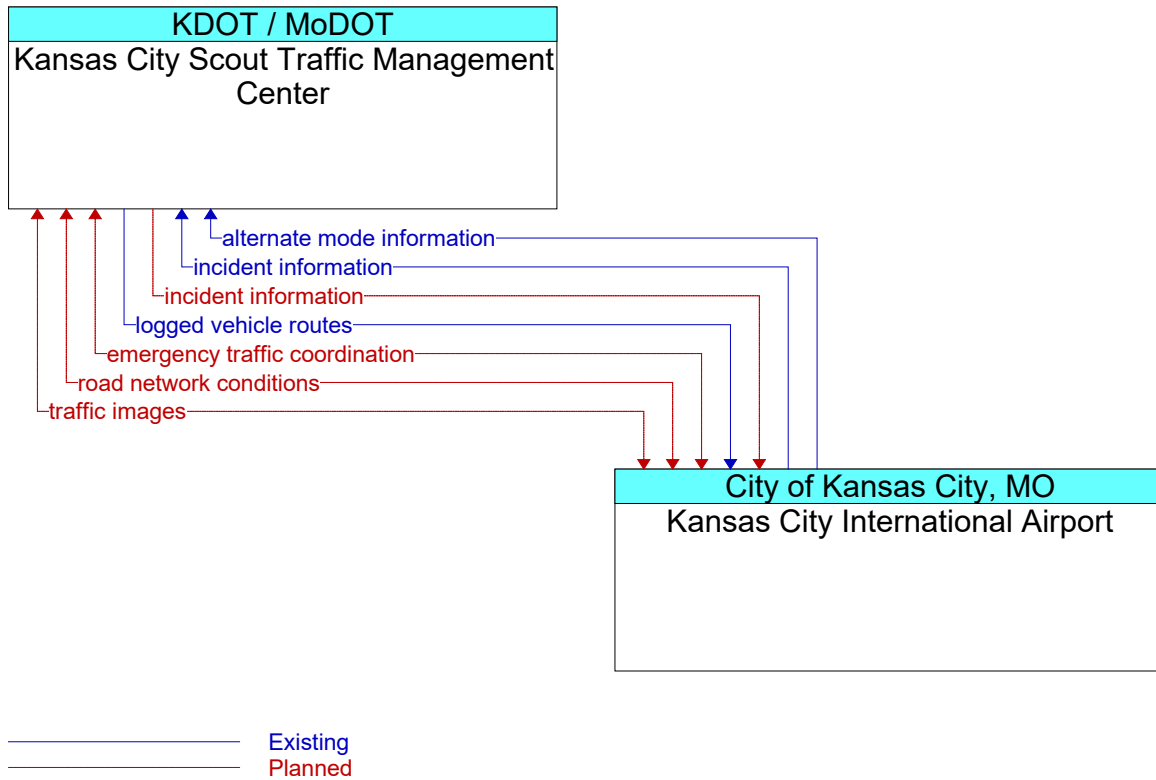 KDOT / MoDOT
Kansas City Scout Traffic Management
Center
alternate mode information
incident information
incident information
logged vehicle routes
emergency traffic coordination
road network conditions
traffic images
City of Kansas City, MO
Kansas City International Airport
Existing
Planned